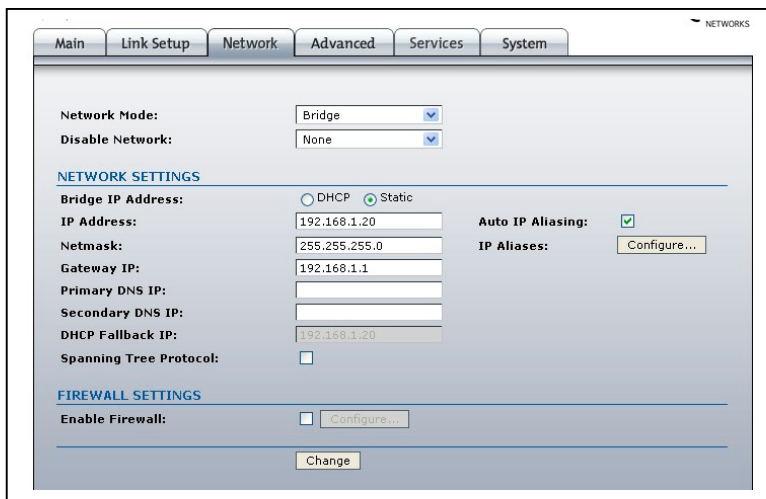 NETWORKS
Main Link Setup Network Advanced Services System
Network Mode: Bridge
Disable Network: None
NETWORK SETTINGS
Bridge IP Address: DHCP Static
IP Address: 192.168.1.20 Auto IP Aliasing:
Netmask: 255.255.255.0 IP Aliases: Configure...
Gateway IP: 192.168.1.1
Primary DNS IP:
Secondary DNS IP:
DHCP Fallback IP: 192.168.1.20
Spanning Tree Protocol:
FIREWALL SETTINGS
Enable Firewall: Configure...
Change